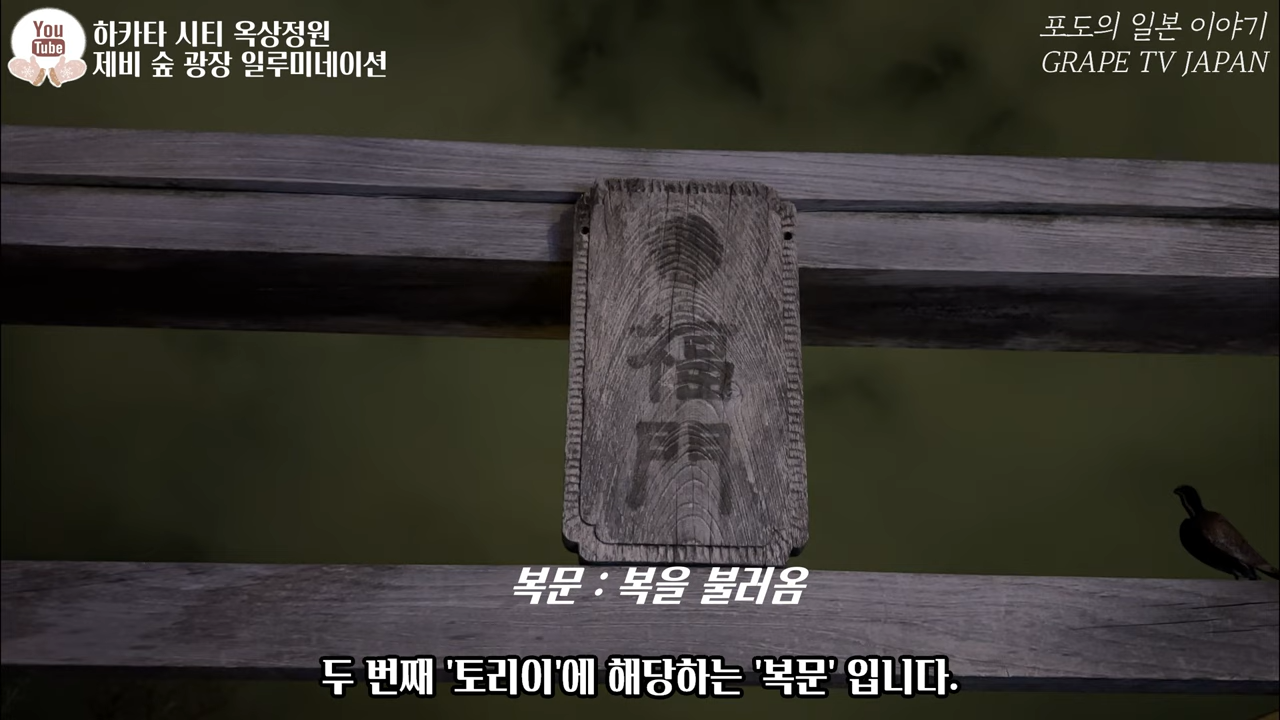 You
Tube
하카타 시티 옥상정원
제비 숲 광장 일루미네이션
포도의 일본 이야기
GRAPE TV JAPAN
福
門
복문 : 복을 불러옴
두 번째 '토리이'에 해당하는 '복문' 입니다.